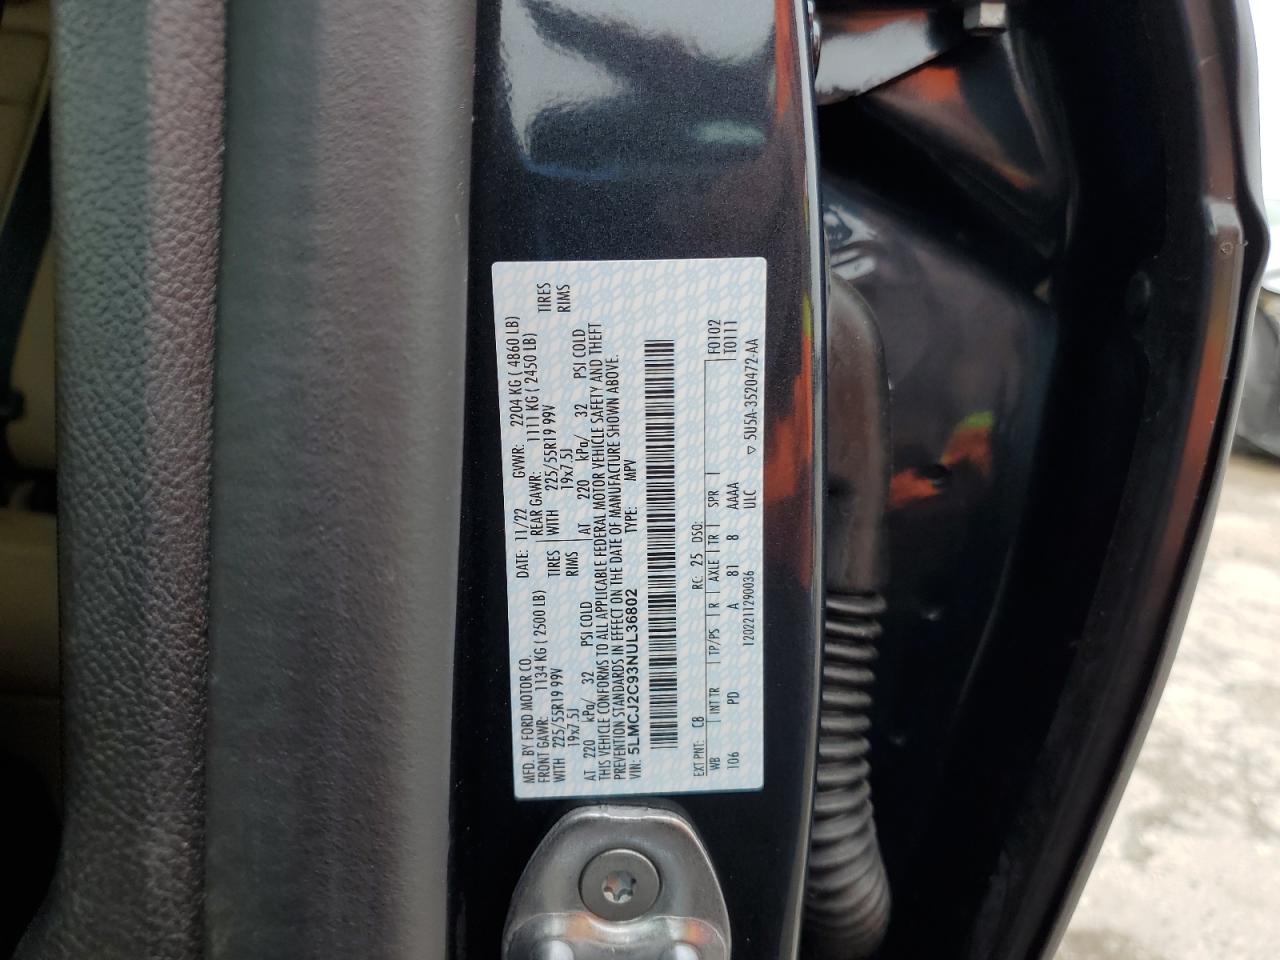 MFD. BY FORD MOTOR CO. DATE: 11/22 GVWR: 2204 KG ( 4860 LB)
FRONT GAWR: 1134 KG ( 2500 LB) REAR GAWR: 1111 KG ( 2450 LB)
WITH 225/55R19 99V TIRES WITH 225/55R19 99V TIRES
19x7.5J RIMS 19x7.5J RIMS
AT 220 kPa/ 32 PSI COLD AT 220 kPa/ 32 PSI COLD
THIS VEHICLE CONFORMS TO ALL APPLICABLE FEDERAL MOTOR VEHICLE SAFETY AND THEFT
PREVENTION STANDARDS IN EFFECT ON THE DATE OF MANUFACTURE SHOWN ABOVE.
VIN: 5LMCJ2C93NUL36802 TYPE: MPV
EXT PNT: E8 RC: 25 DSO:
WB INT TR TP/PS R AXLE TR SPR F0102
106 PD A 81 8 AAAA T0111
1202211290036 ULC ▽ 5U5A-3520472-AA